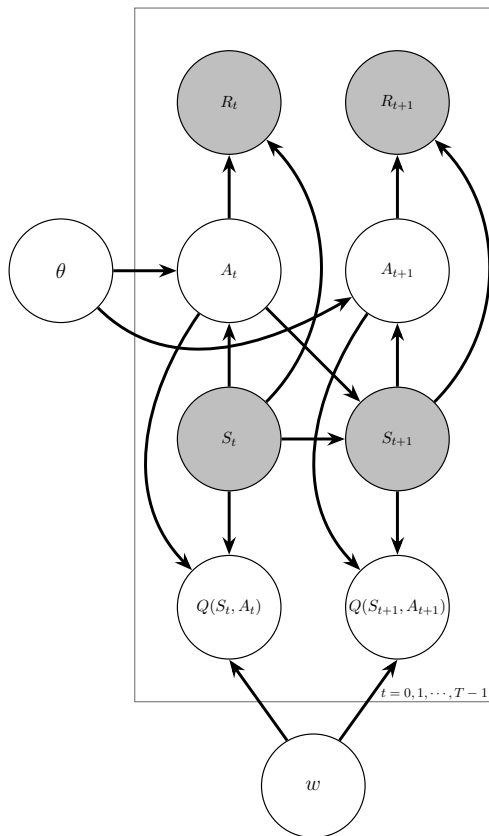 R_t
R_{t+1}
θ
A_t
A_{t+1}
S_t
S_{t+1}
Q(S_t, A_t)
Q(S_{t+1}, A_{t+1})
t = 0, 1, ⋯, T − 1
w